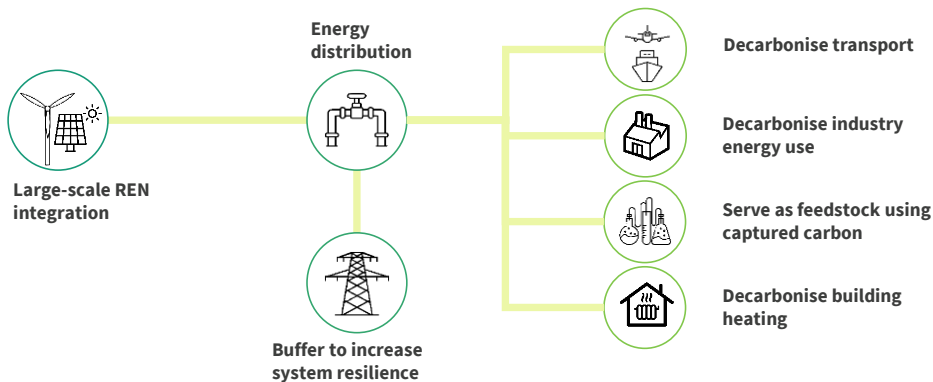 Energy
distribution
Decarbonise transport
Decarbonise industry
energy use
Large-scale REN
integration
Serve as feedstock using
captured carbon
Decarbonise building
heating
Buffer to increase
system resilience